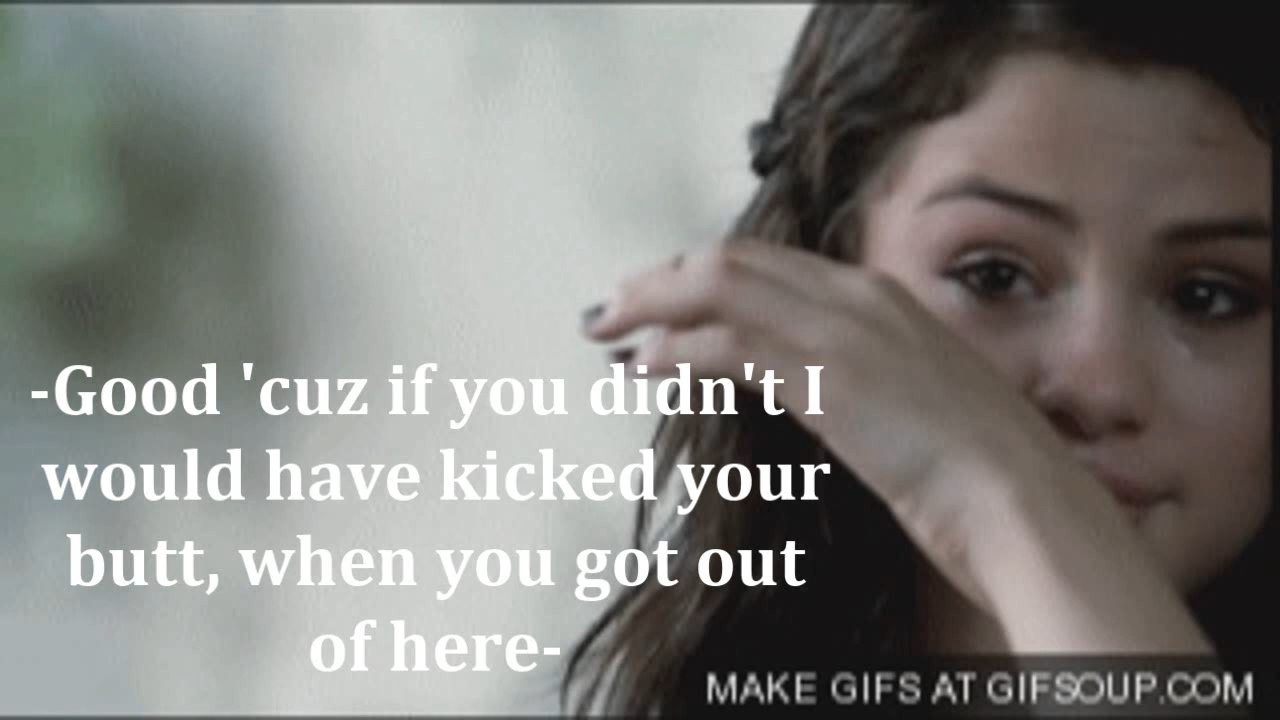 -Good 'cuz if you didn't I
would have kicked your
butt, when you got out
of here-
MAKE GIFS AT GIFSOUP.COM